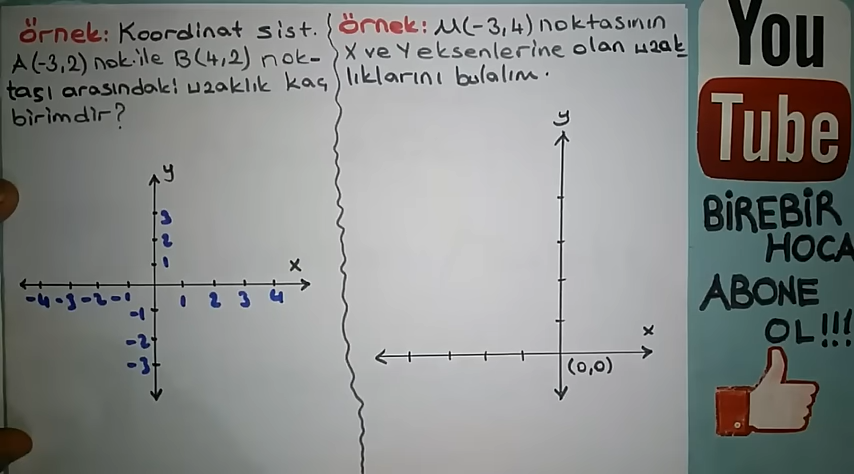 örnek: Koordinat sist.
A(-3,2) nok.ile B(4,2) nok-
tası arasındaki uzaklık kaç
birimdir?
y
3
2
1
x
-4 -3 -2 -1 1 2 3 4
-1
-2
-3
örnek: M(-3,4) noktasının
X ve Y eksenlerine olan uzak
lıklarını bulalım.
y
x
(0,0)
You
Tube
BİREBİR
HOCA
ABONE
OL!!!